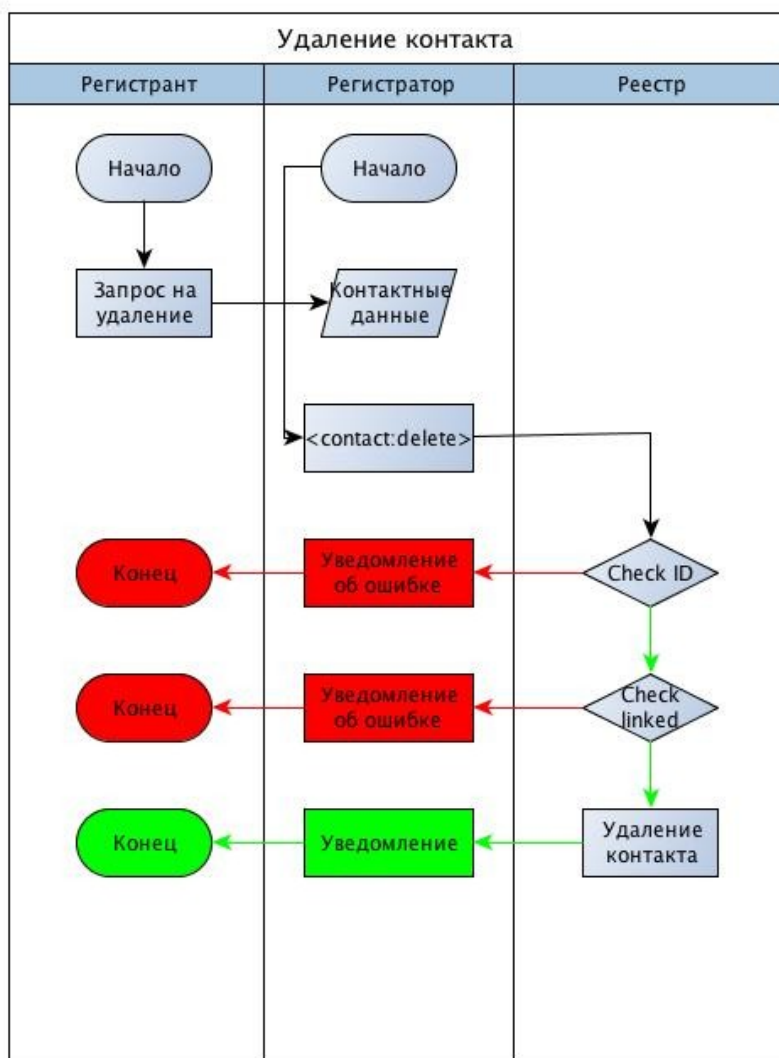 Удаление контакта
Регистрант
Регистратор
Реестр
Начало
Начало
Запрос на
удаление
Контактные
данные
<contact:delete>
Конец
Уведомление
об ошибке
Check ID
Конец
Уведомление
об ошибке
Check
linked
Конец
Уведомление
Удаление
контакта